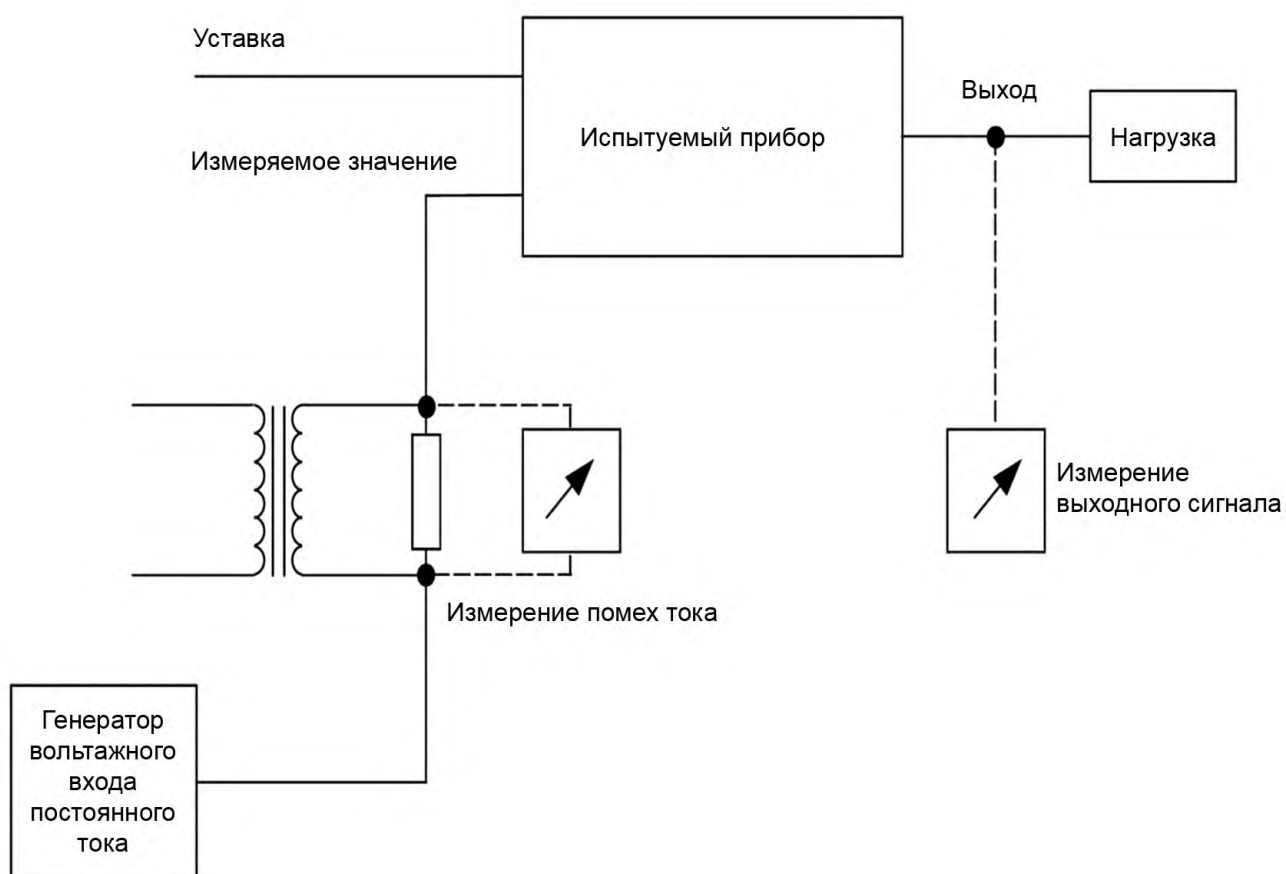 Уставка
Измеряемое значение
Испытуемый прибор
Выход
Нагрузка
Измерение
выходного сигнала
Измерение помех тока
Генератор
вольтажного
входа
постоянного
тока